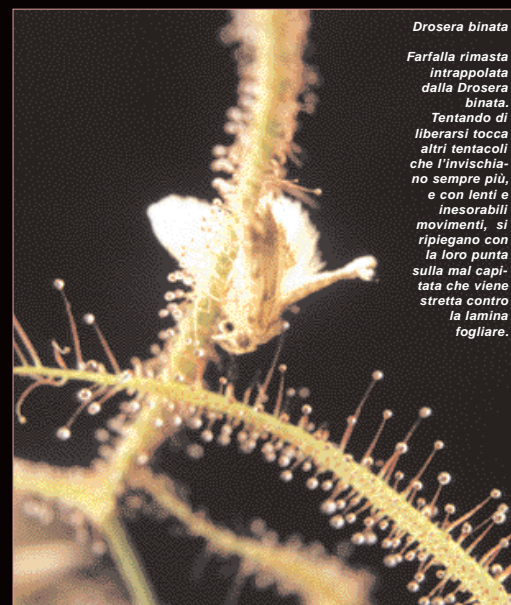 Drosera binata
Farfalla rimasta
intrappolata
dalla Drosera
binata.
Tentando di
liberarsi tocca
altri tentacoli
che l'invischia-
no sempre più,
e con lenti e
inesorabili
movimenti, si
ripiegano con
la loro punta
sulla mal capi-
tata che viene
stretta contro
la lamina
fogliare.